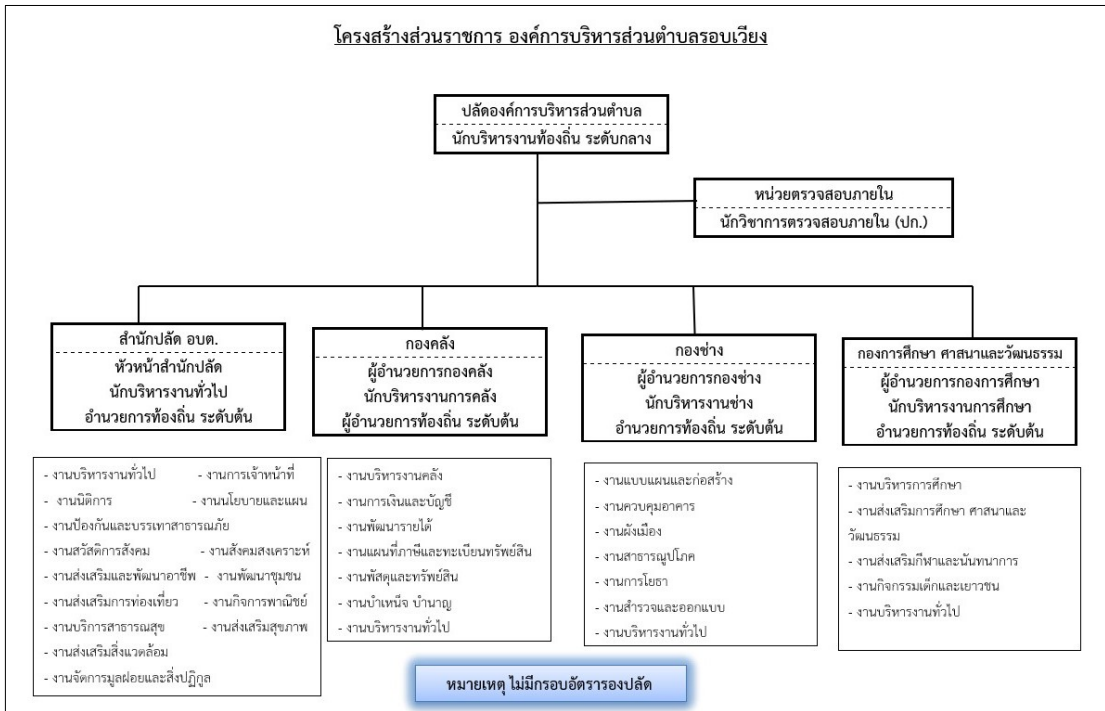 โครงสร้างส่วนราชการ องค์การบริหารส่วนตำบลรอบเวียง
ปลัดองค์การบริหารส่วนตำบล
นักบริหารงานท้องถิ่น ระดับกลาง
หน่วยตรวจสอบภายใน
นักวิชาการตรวจสอบภายใน (ปก.)
สำนักปลัด อบต.
หัวหน้าสำนักปลัด
นักบริหารงานทั่วไป
อำนวยการท้องถิ่น ระดับต้น
กองคลัง
ผู้อำนวยการกองคลัง
นักบริหารงานการคลัง
ผู้อำนวยการท้องถิ่น ระดับต้น
กองช่าง
ผู้อำนวยการกองช่าง
นักบริหารงานช่าง
อำนวยการท้องถิ่น ระดับต้น
กองการศึกษา ศาสนาและวัฒนธรรม
ผู้อำนวยการกองการศึกษา
นักบริหารงานการศึกษา
อำนวยการท้องถิ่น ระดับต้น
- งานบริหารงานทั่วไป - งานการเจ้าหน้าที่
- งานนิติการ - งานนโยบายและแผน
- งานป้องกันและบรรเทาสาธารณภัย
- งานสวัสดิการสังคม - งานสังคมสงเคราะห์
- งานส่งเสริมและพัฒนาอาชีพ - งานพัฒนาชุมชน
- งานส่งเสริมการท่องเที่ยว - งานกิจการพาณิชย์
- งานบริการสาธารณสุข - งานส่งเสริมสุขภาพ
- งานส่งเสริมสิ่งแวดล้อม
- งานจัดการมูลฝอยและสิ่งปฏิกูล
- งานบริหารงานคลัง
- งานการเงินและบัญชี
- งานพัฒนารายได้
- งานแผนที่ภาษีและทะเบียนทรัพย์สิน
- งานพัสดุและทรัพย์สิน
- งานบำเหน็จ บำนาญ
- งานบริหารงานทั่วไป
- งานแบบแผนและก่อสร้าง
- งานควบคุมอาคาร
- งานผังเมือง
- งานสาธารณูปโภค
- งานการโยธา
- งานสำรวจและออกแบบ
- งานบริหารงานทั่วไป
- งานบริหารการศึกษา
- งานส่งเสริมการศึกษา ศาสนาและ
วัฒนธรรม
- งานส่งเสริมกีฬาและนันทนาการ
- งานกิจกรรมเด็กและเยาวชน
- งานบริหารงานทั่วไป
หมายเหตุ ไม่มีกรอบอัตรารองปลัด